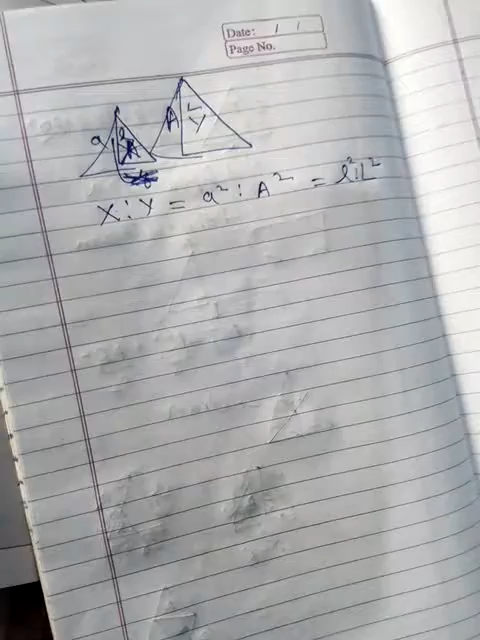 Date: / /
Page No.
A
L
a
l
Y
X : Y = a² : A² = l² : L²